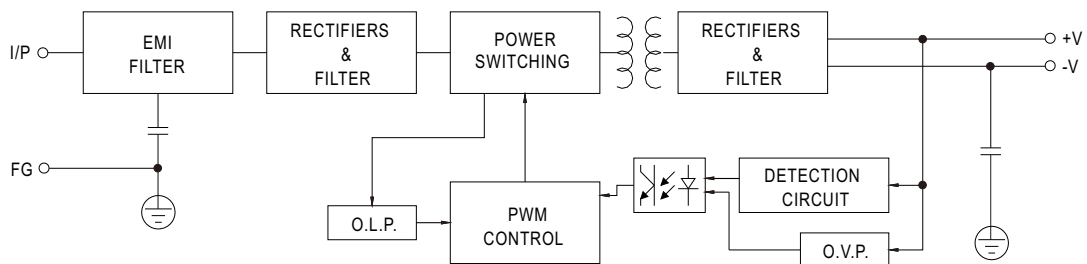 I/P
EMI
FILTER
RECTIFIERS
&
FILTER
POWER
SWITCHING
RECTIFIERS
&
FILTER
+V
-V
FG
O.L.P.
PWM
CONTROL
DETECTION
CIRCUIT
O.V.P.